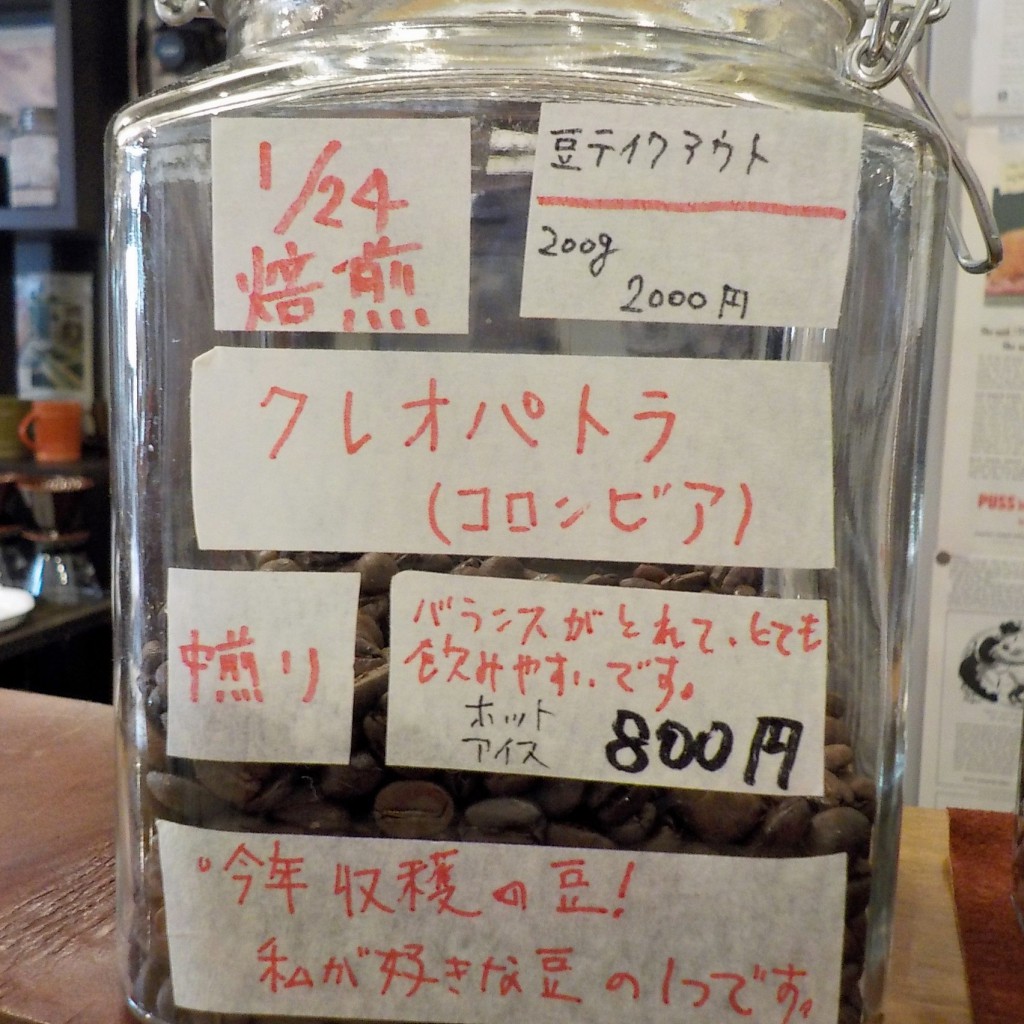 1/24
焙煎
豆テイクアウト
200g
2000円
クレオパトラ
(コロンビア)
中煎り
バランスがとれて、とても
飲みやすいです。
ホット
アイス
800円
・今年収穫の豆!
私が好きな豆の1つです。
PUSS